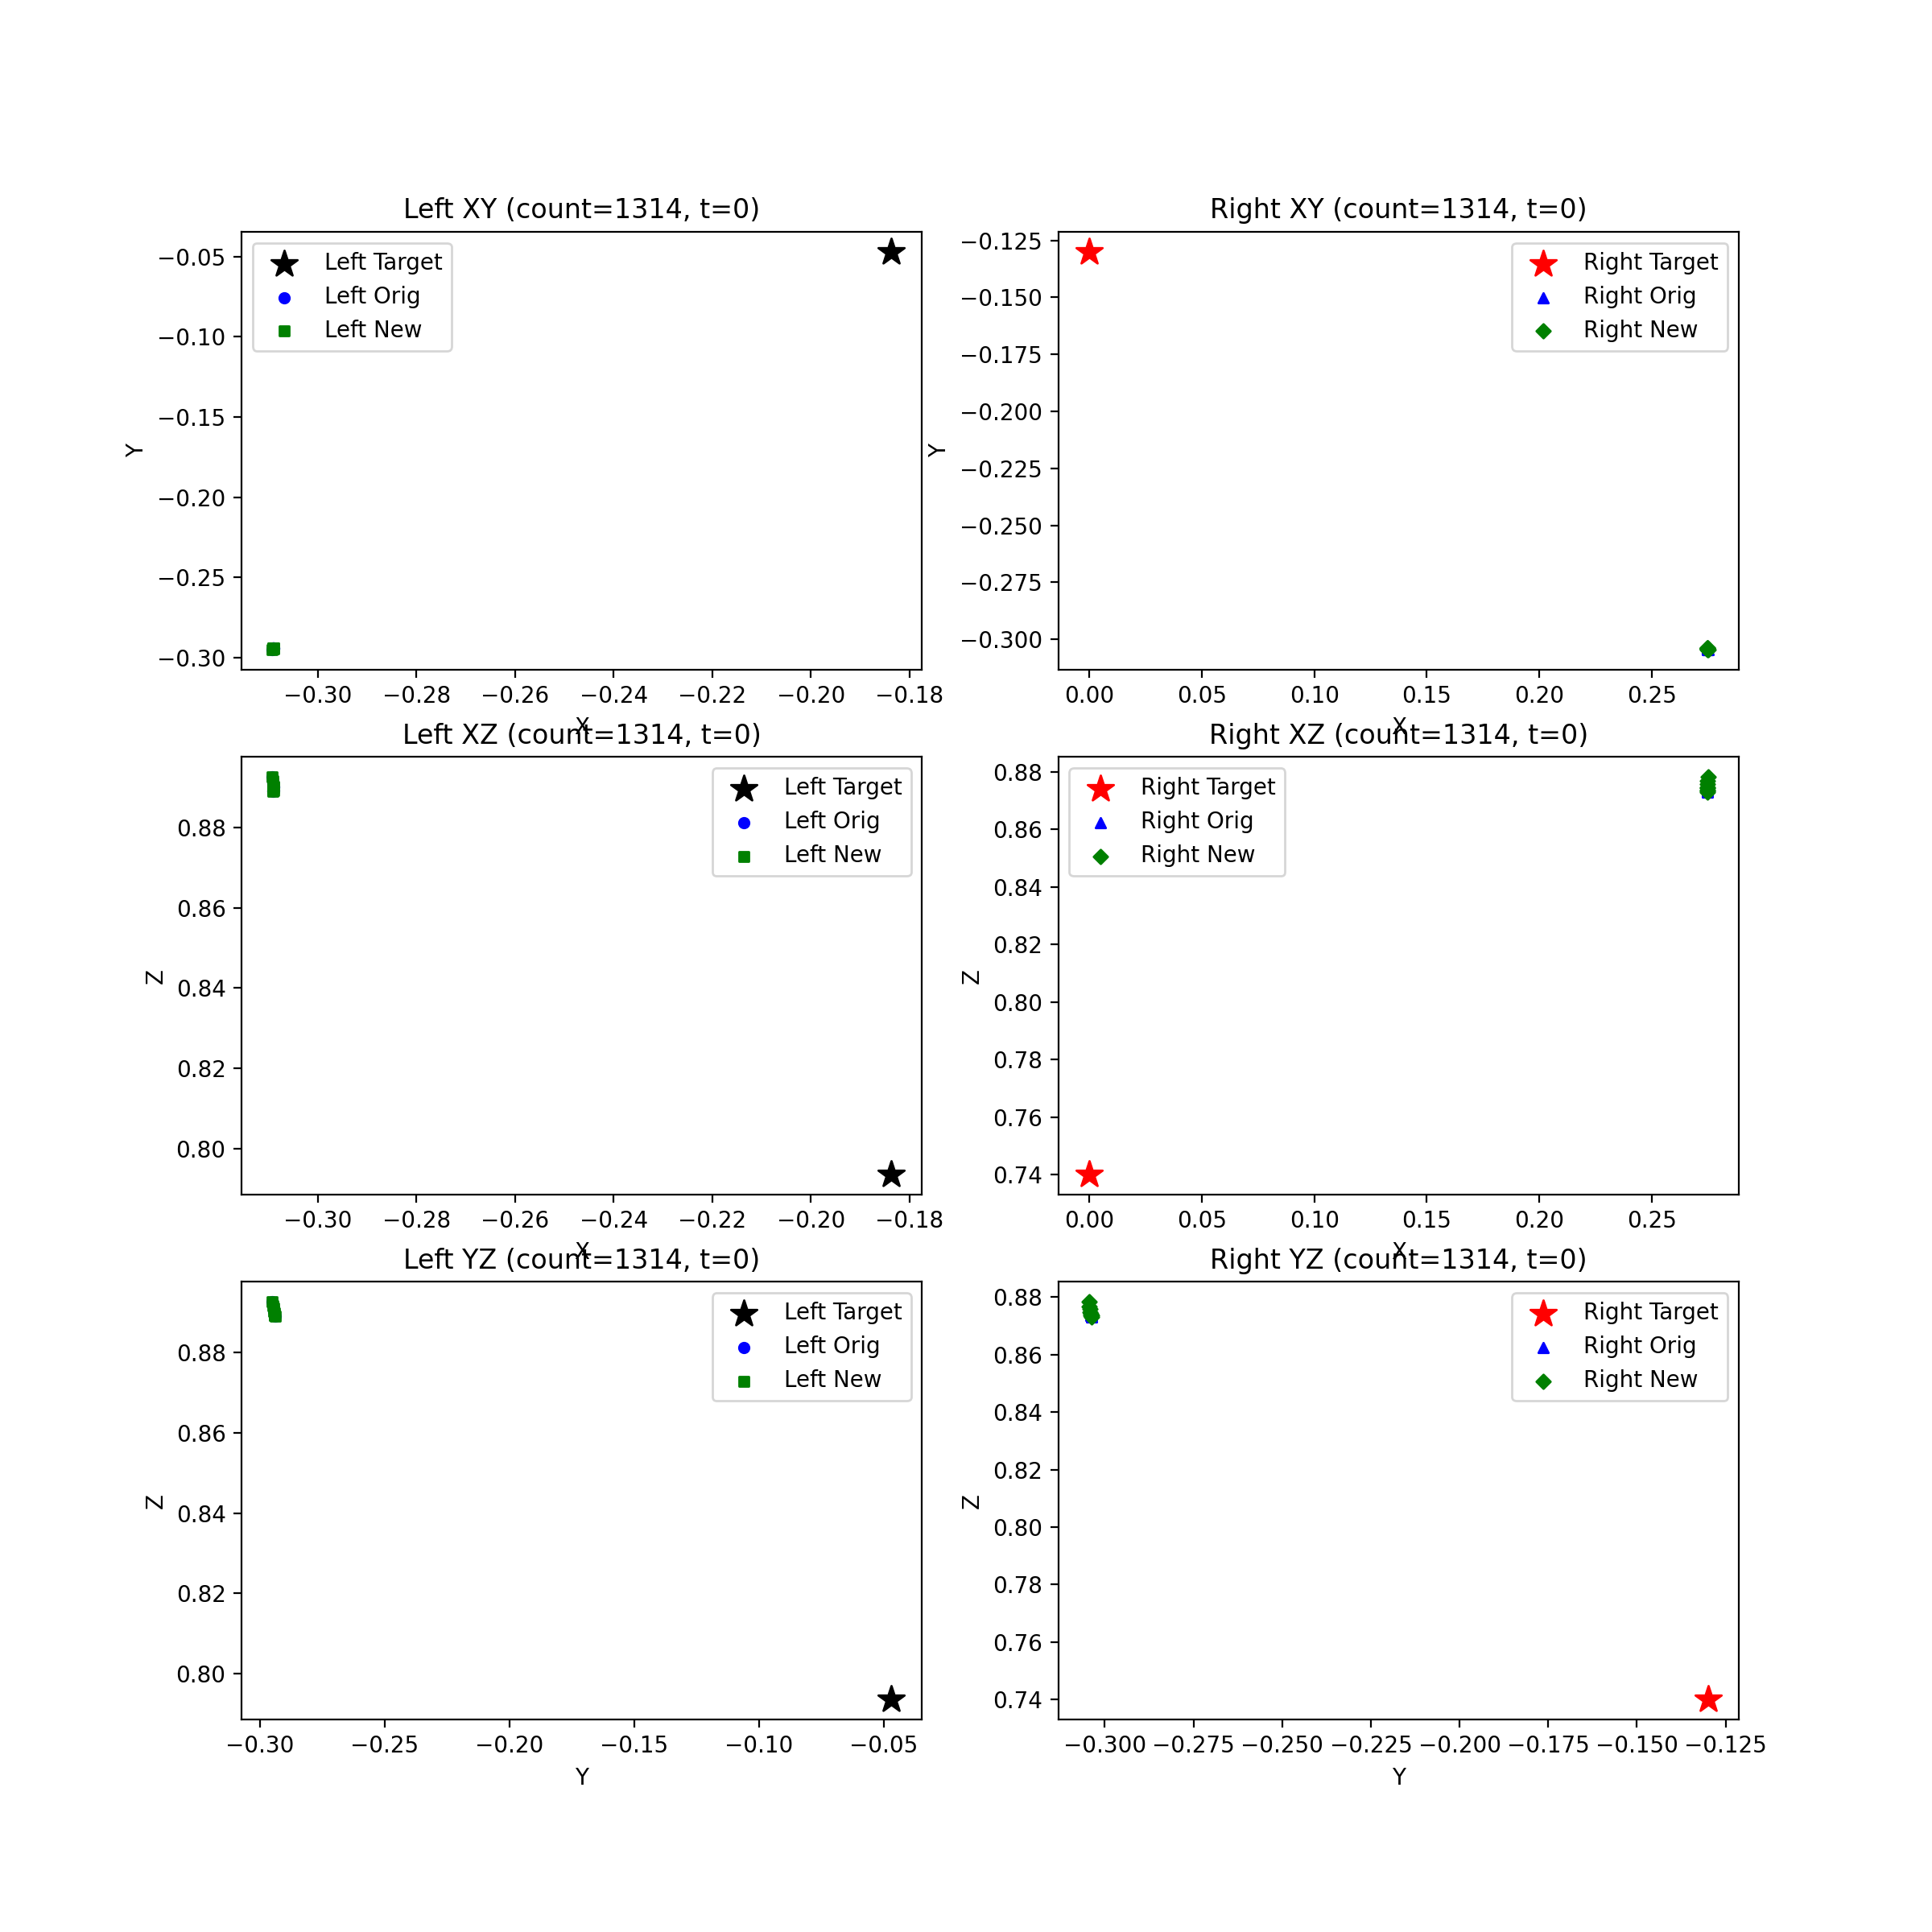 Left XY (count=1314, t=0)
Left Target
Left Orig
Left New
−0.05
−0.10
−0.15
−0.20
−0.25
−0.30
Y
−0.30 −0.28 −0.26 −0.24 −0.22 −0.20 −0.18
X
Right XY (count=1314, t=0)
Right Target
Right Orig
Right New
−0.125
−0.150
−0.175
−0.200
−0.225
−0.250
−0.275
−0.300
Y
0.00 0.05 0.10 0.15 0.20 0.25
X
Left XZ (count=1314, t=0)
Left Target
Left Orig
Left New
0.88
0.86
0.84
0.82
0.80
Z
−0.30 −0.28 −0.26 −0.24 −0.22 −0.20 −0.18
X
Right XZ (count=1314, t=0)
Right Target
Right Orig
Right New
0.88
0.86
0.84
0.82
0.80
0.78
0.76
0.74
Z
0.00 0.05 0.10 0.15 0.20 0.25
X
Left YZ (count=1314, t=0)
Left Target
Left Orig
Left New
0.88
0.86
0.84
0.82
0.80
Z
−0.30 −0.25 −0.20 −0.15 −0.10 −0.05
Y
Right YZ (count=1314, t=0)
Right Target
Right Orig
Right New
0.88
0.86
0.84
0.82
0.80
0.78
0.76
0.74
Z
−0.300 −0.275 −0.250 −0.225 −0.200 −0.175 −0.150 −0.125
Y